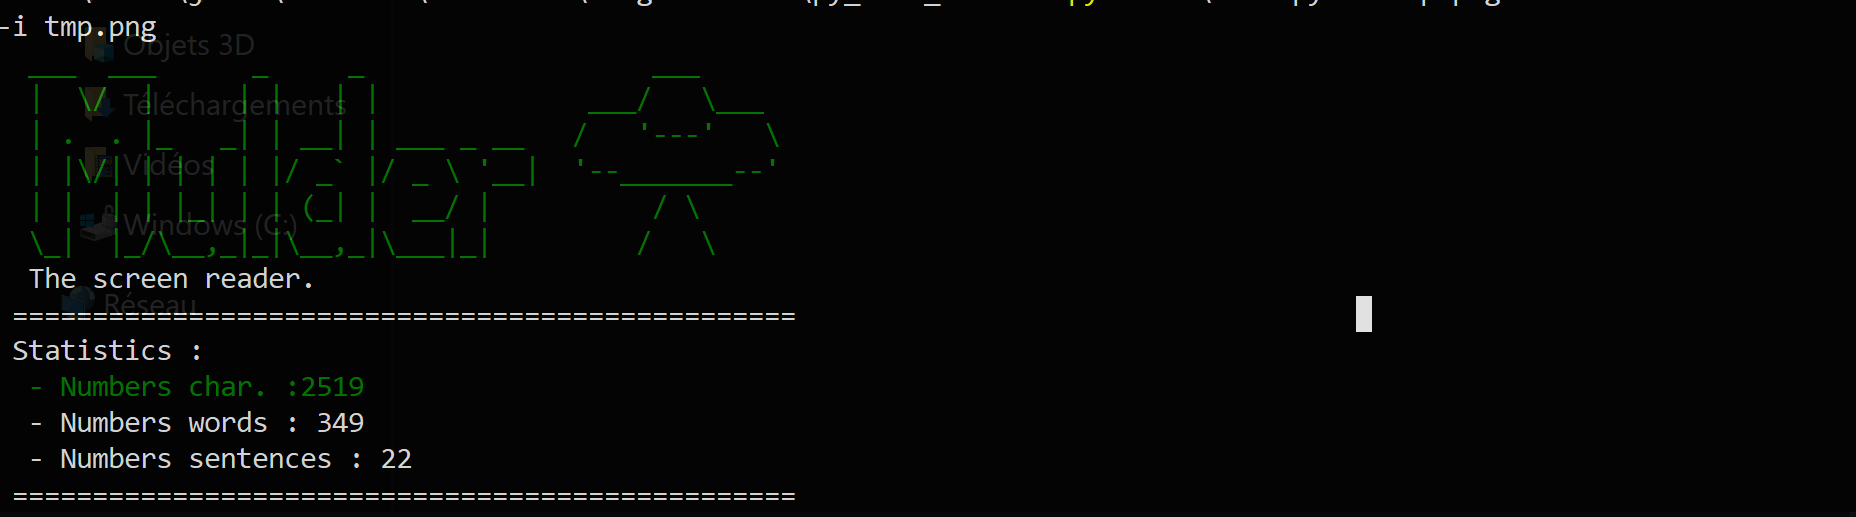 -i tmp.png
Objets 3D
Téléchargements
Vidéos
Windows (C:)
Mulder
The screen reader.
Réseau
=================================================
Statistics :
- Numbers char. :2519
- Numbers words : 349
- Numbers sentences : 22
=================================================